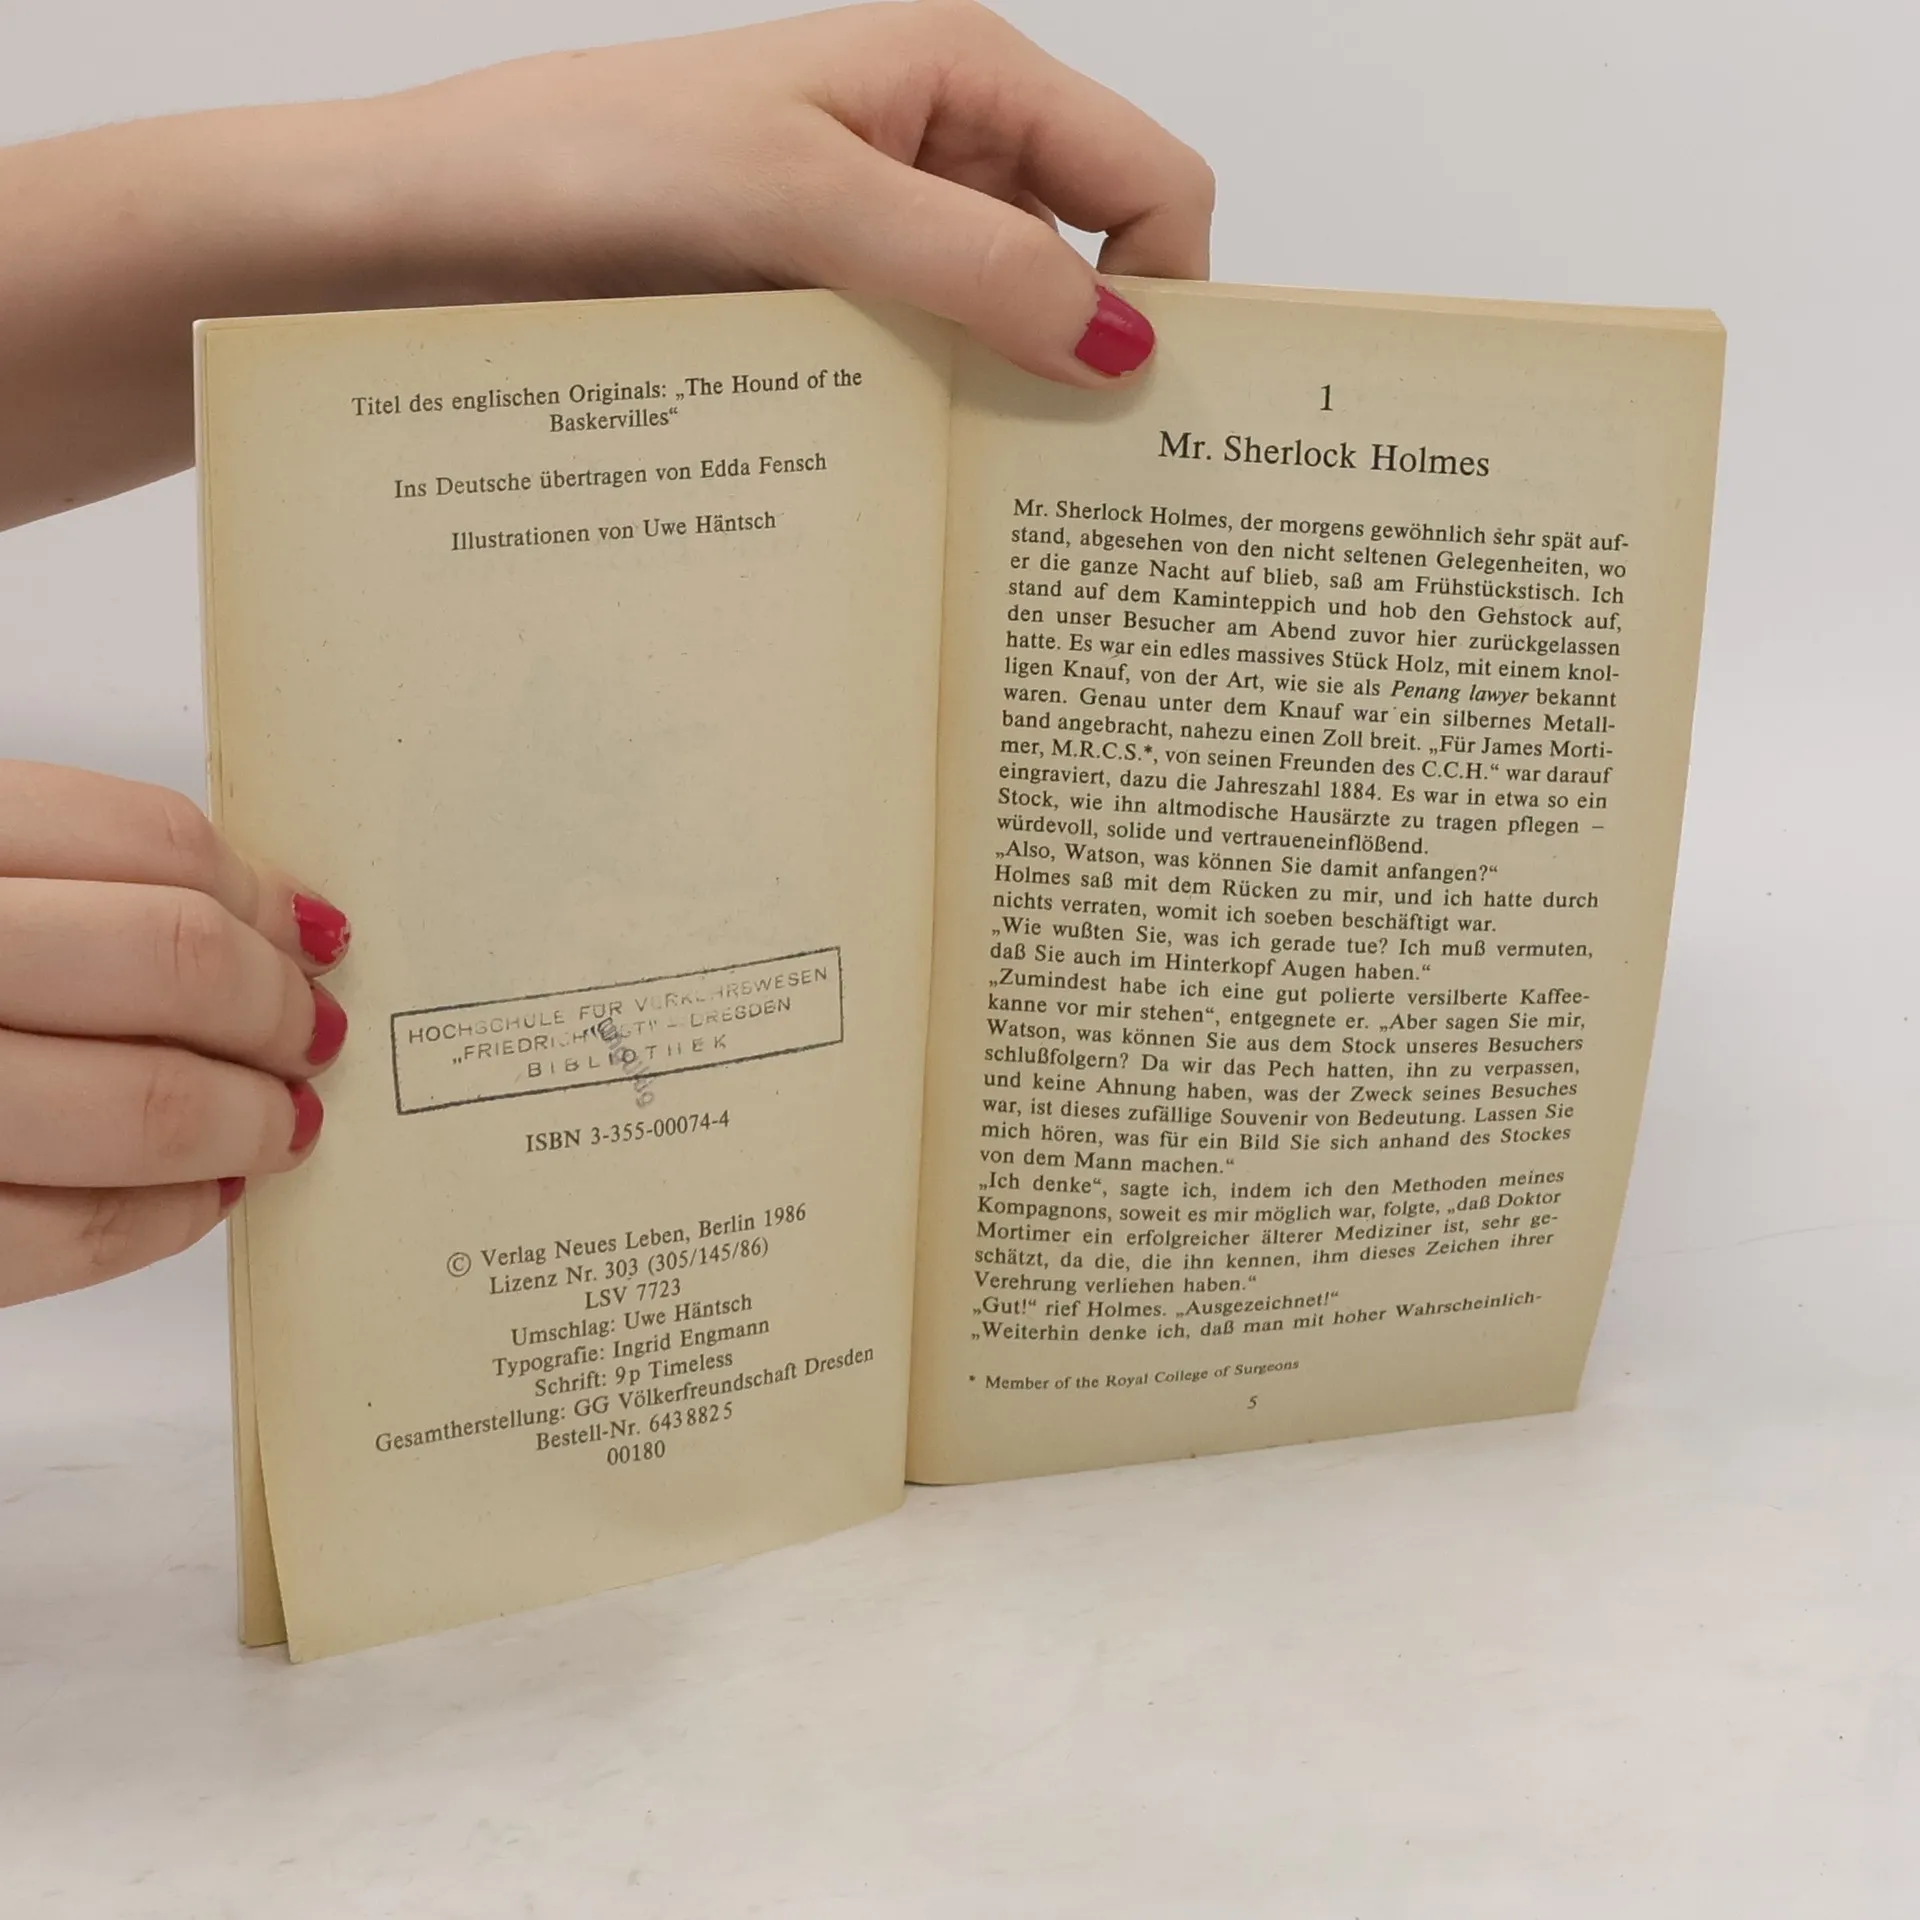 Titel des englischen Originals: „The Hound of the
Baskervilles“
Ins Deutsche übertragen von Edda Fensch
Illustrationen von Uwe Häntsch
HOCHSCHULE FÜR VERKEHRSWESEN
„FRIEDRICH LIST" – DRESDEN
BIBLIOTHEK
ISBN 3-355-00074-4
© Verlag Neues Leben, Berlin 1986
Lizenz Nr. 303 (305/145/86)
LSV 7723
Umschlag: Uwe Häntsch
Typografie: Ingrid Engmann
Schrift: 9p Timeless
Gesamtherstellung: GG Völkerfreundschaft Dresden
Bestell-Nr. 643 882 5
00180
1
Mr. Sherlock Holmes
Mr. Sherlock Holmes, der morgens gewöhnlich sehr spät auf-
stand, abgesehen von den nicht seltenen Gelegenheiten, wo
er die ganze Nacht auf blieb, saß am Frühstückstisch. Ich
stand auf dem Kaminteppich und hob den Gehstock auf,
den unser Besucher am Abend zuvor hier zurückgelassen
hatte. Es war ein edles massives Stück Holz, mit einem knol-
ligen Knauf, von der Art, wie sie als Penang lawyer bekannt
waren. Genau unter dem Knauf war ein silbernes Metall-
band angebracht, nahezu einen Zoll breit. „Für James Morti-
mer, M.R.C.S.*, von seinen Freunden des C.C.H.“ war darauf
eingraviert, dazu die Jahreszahl 1884. Es war in etwa so ein
Stock, wie ihn altmodische Hausärzte zu tragen pflegen –
würdevoll, solide und vertraueneinflößend.
„Also, Watson, was können Sie damit anfangen?“
Holmes saß mit dem Rücken zu mir, und ich hatte durch
nichts verraten, womit ich soeben beschäftigt war.
„Wie wußten Sie, was ich gerade tue? Ich muß vermuten,
daß Sie auch im Hinterkopf Augen haben.“
„Zumindest habe ich eine gut polierte versilberte Kaffee-
kanne vor mir stehen“, entgegnete er. „Aber sagen Sie mir,
Watson, was können Sie aus dem Stock unseres Besuchers
schlußfolgern? Da wir das Pech hatten, ihn zu verpassen,
und keine Ahnung haben, was der Zweck seines Besuches
war, ist dieses zufällige Souvenir von Bedeutung. Lassen Sie
mich hören, was für ein Bild Sie sich anhand des Stockes
von dem Mann machen.“
„Ich denke“, sagte ich, indem ich den Methoden meines
Kompagnons, soweit es mir möglich war, folgte, „daß Doktor
Mortimer ein erfolgreicher älterer Mediziner ist, sehr ge-
schätzt, da die, die ihn kennen, ihm dieses Zeichen ihrer
Verehrung verliehen haben.“
„Gut!“ rief Holmes. „Ausgezeichnet!“
„Weiterhin denke ich, daß man mit hoher Wahrscheinlich-
* Member of the Royal College of Surgeons
5